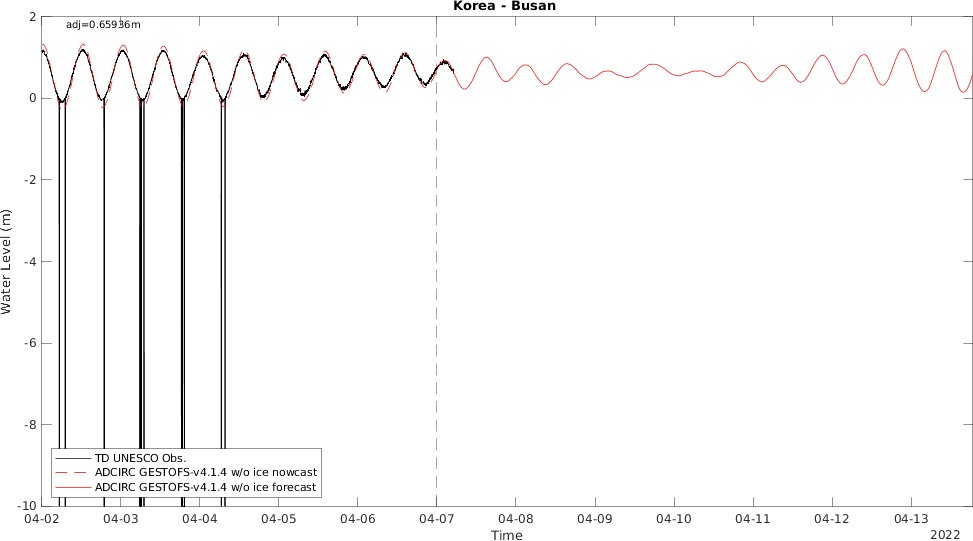 Korea - Busan
adj=0.65936m
2
0
-2
-4
-6
-8
-10
Water Level (m)
TD UNESCO Obs.
ADCIRC GESTOFS-v4.1.4 w/o ice nowcast
ADCIRC GESTOFS-v4.1.4 w/o ice forecast
04-02 04-03 04-04 04-05 04-06 04-07 04-08 04-09 04-10 04-11 04-12 04-13
Time
2022